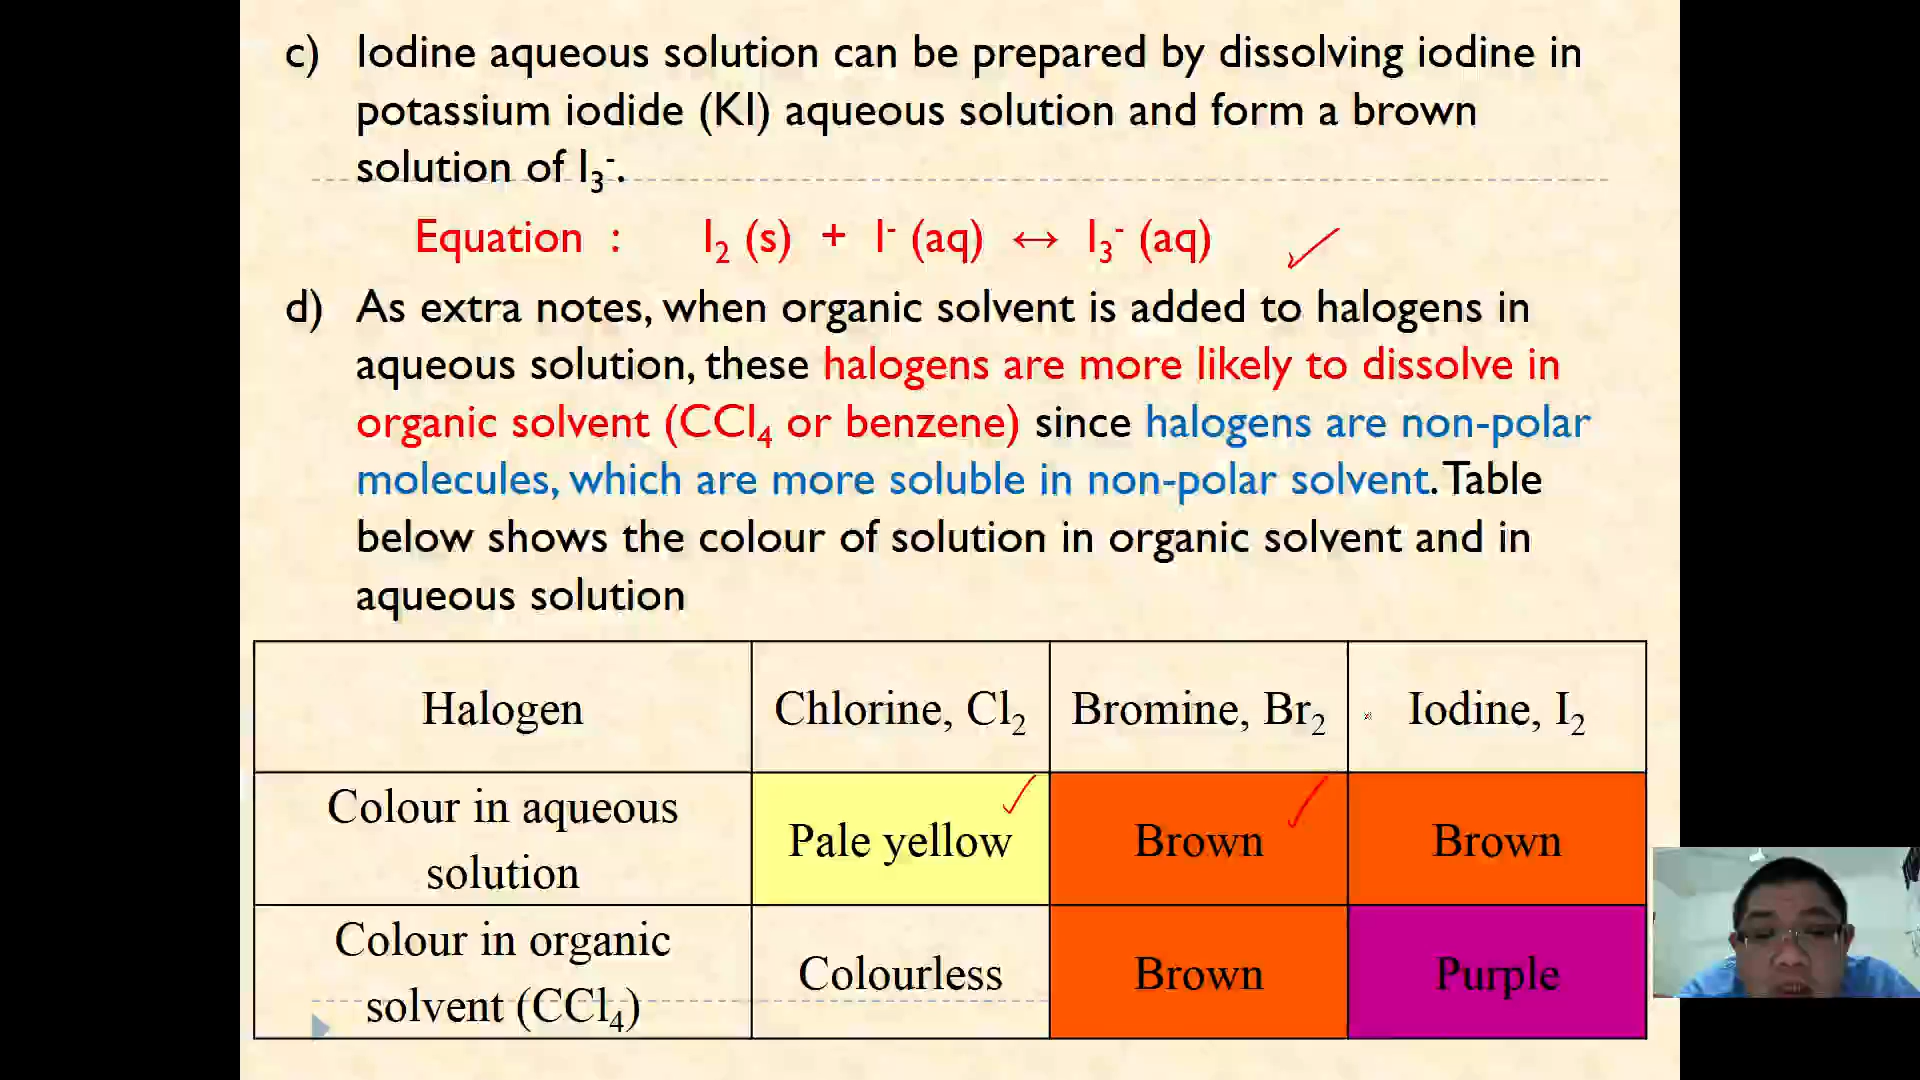 c) Iodine aqueous solution can be prepared by dissolving iodine in
potassium iodide (KI) aqueous solution and form a brown
solution of I₃⁻.
Equation : I₂ (s) + I⁻ (aq) ↔ I₃⁻ (aq)
d) As extra notes, when organic solvent is added to halogens in
aqueous solution, these halogens are more likely to dissolve in
organic solvent (CCl₄ or benzene) since halogens are non-polar
molecules, which are more soluble in non-polar solvent. Table
below shows the colour of solution in organic solvent and in
aqueous solution
Halogen Chlorine, Cl₂ Bromine, Br₂ Iodine, I₂
Colour in aqueous
solution Pale yellow Brown Brown
Colour in organic
solvent (CCl₄) Colourless Brown Purple